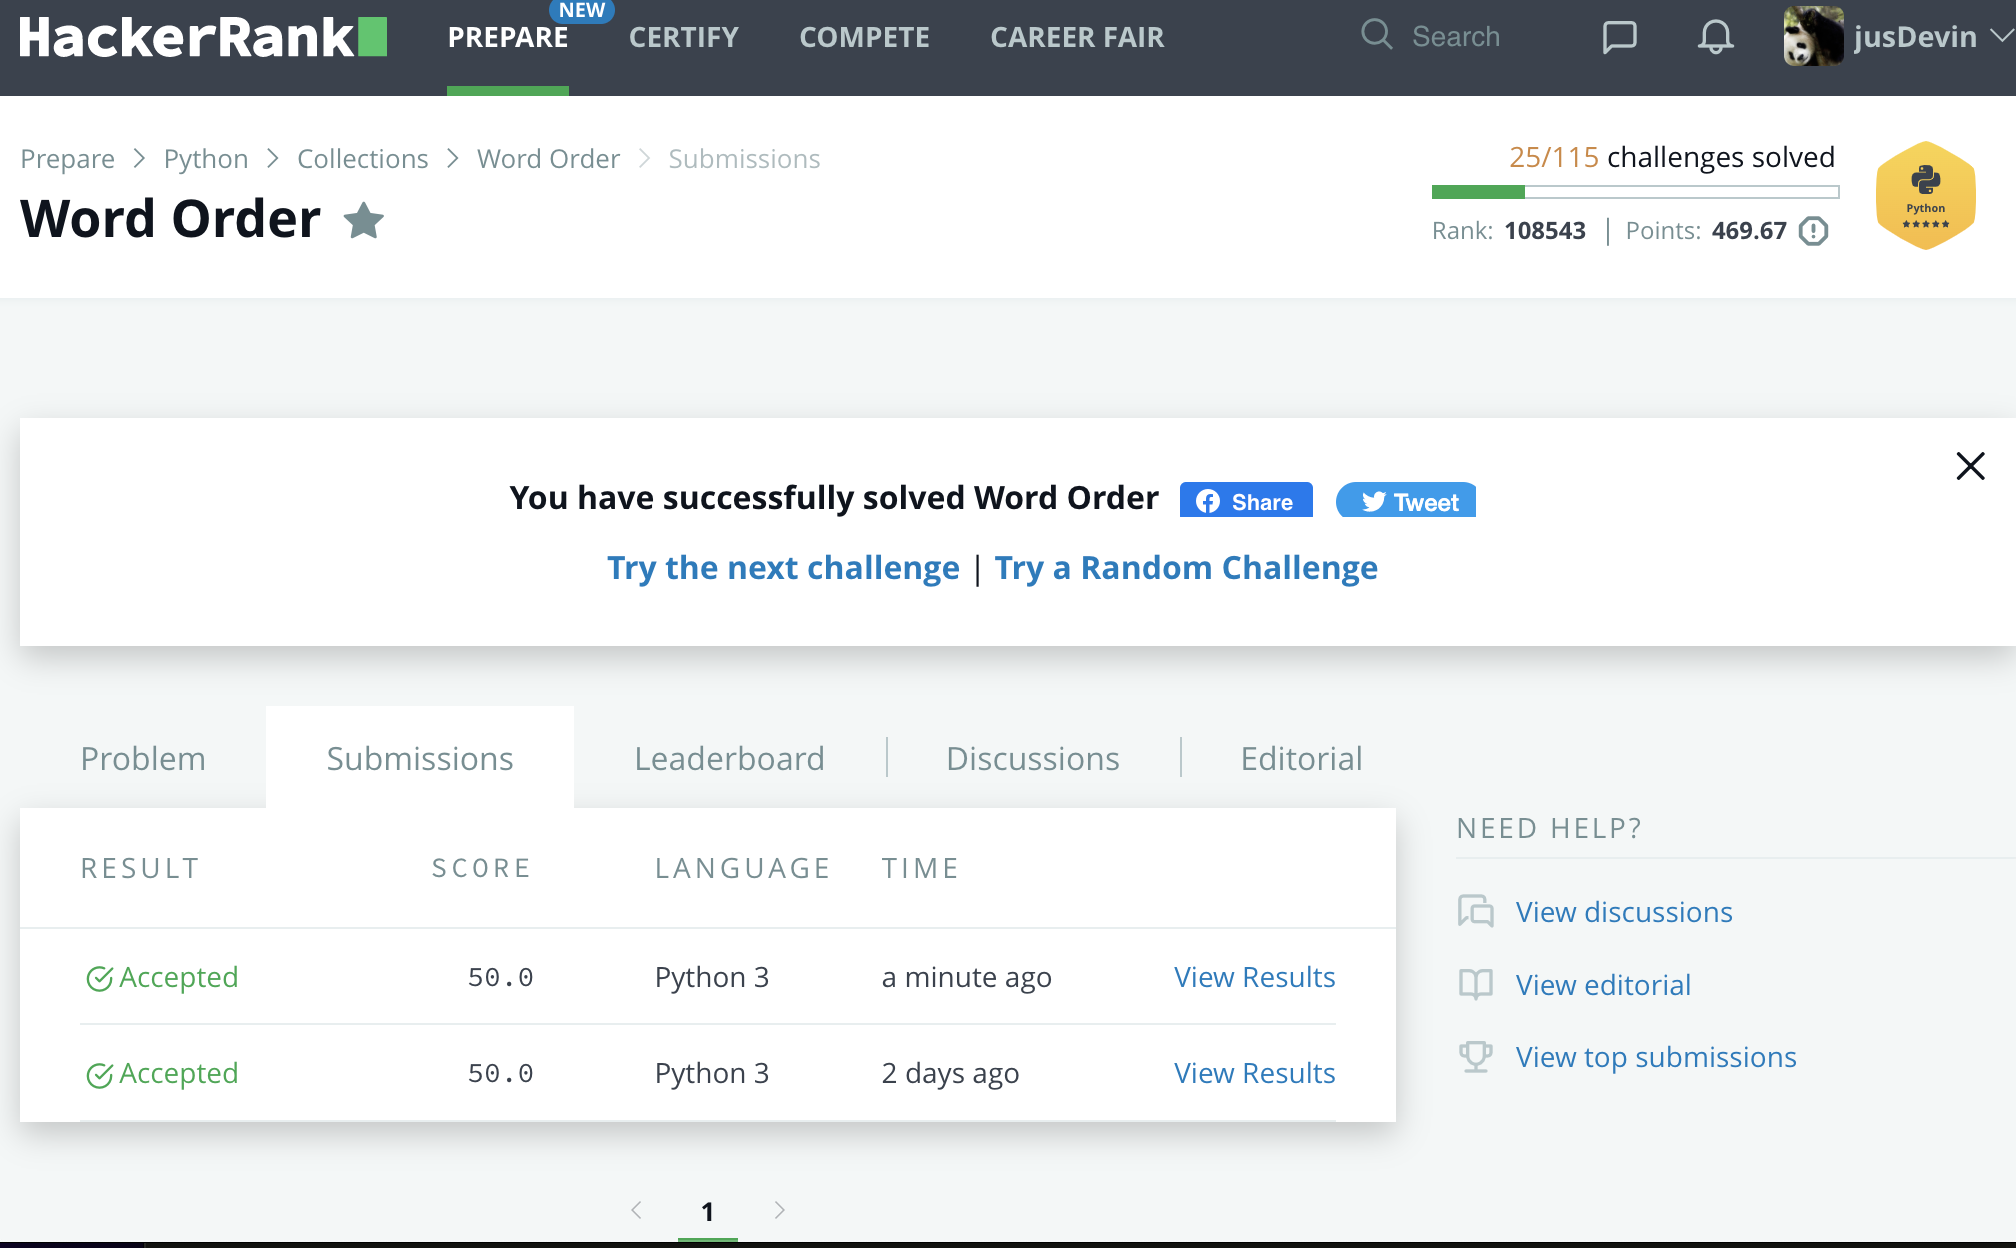 HackerRank
PREPARE
NEW
CERTIFY
COMPETE
CAREER FAIR
Search
jusDevin
Prepare > Python > Collections > Word Order > Submissions
Word Order
25/115 challenges solved
Rank: 108543 | Points: 469.67
Python
You have successfully solved Word Order
Share
Tweet
Try the next challenge | Try a Random Challenge
Problem
Submissions
Leaderboard
Discussions
Editorial
RESULT SCORE LANGUAGE TIME
Accepted 50.0 Python 3 a minute ago View Results
Accepted 50.0 Python 3 2 days ago View Results
NEED HELP?
View discussions
View editorial
View top submissions
1